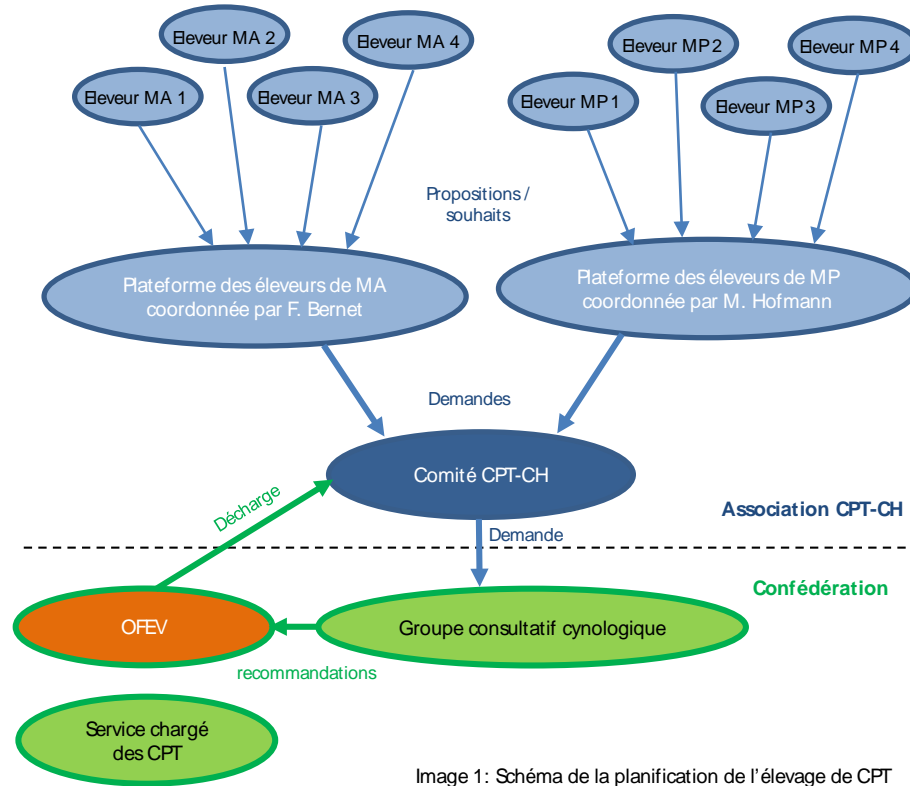 Eleveur MA 1
Eleveur MA 2
Eleveur MA 3
Eleveur MA 4
Eleveur MP 1
Eleveur MP 2
Eleveur MP 3
Eleveur MP 4
Propositions /
souhaits
Plateforme des éleveurs de MA
coordonnée par F. Bernet
Plateforme des éleveurs de MP
coordonnée par M. Hofmann
Demandes
Comité CPT-CH
Décharge
Association CPT-CH
Demande
Confédération
OFEV
Groupe consultatif cynologique
recommandations
Service chargé
des CPT
Image 1: Schéma de la planification de l'élevage de CPT